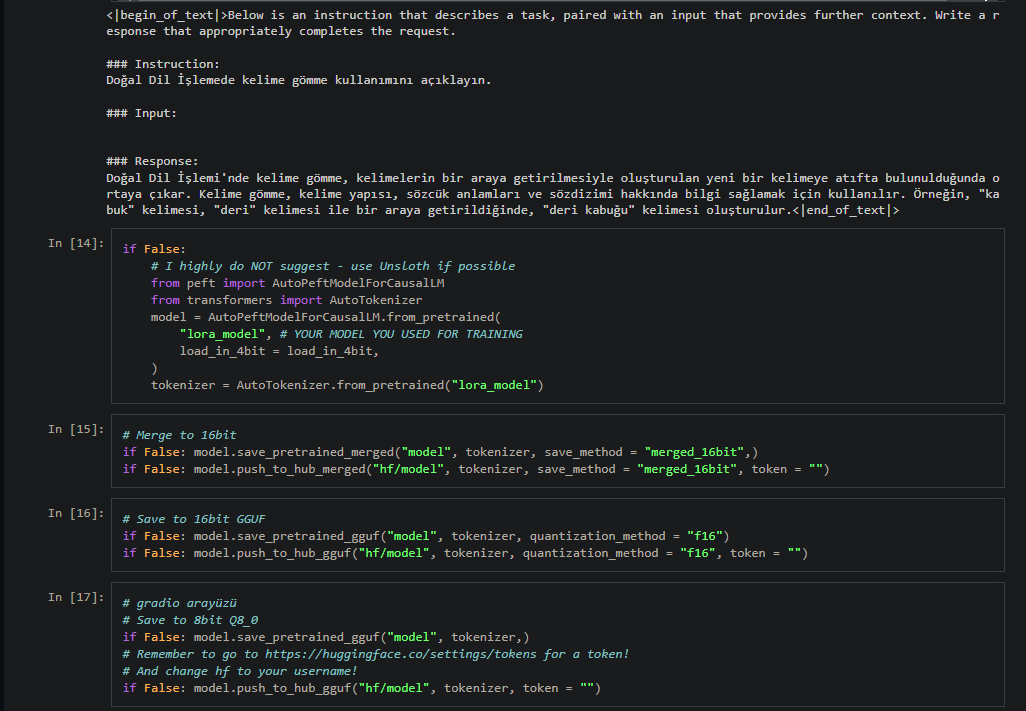 <|begin_of_text|>Below is an instruction that describes a task, paired with an input that provides further context. Write a r
esponse that appropriately completes the request.
### Instruction:
Doğal Dil İşlemede kelime gömme kullanımını açıklayın.
### Input:
### Response:
Doğal Dil İşlemi'nde kelime gömme, kelimelerin bir araya getirilmesiyle oluşturulan yeni bir kelimeye atıfta bulunulduğunda o
rtaya çıkar. Kelime gömme, kelime yapısı, sözcük anlamları ve sözdizimi hakkında bilgi sağlamak için kullanılır. Örneğin, "ka
buk" kelimesi, "deri" kelimesi ile bir araya getirildiğinde, "deri kabuğu" kelimesi oluşturulur.<|end_of_text|>
In [14]:
if False:
    # I highly do NOT suggest - use Unsloth if possible
    from peft import AutoPeftModelForCausalLM
    from transformers import AutoTokenizer
    model = AutoPeftModelForCausalLM.from_pretrained(
        "lora_model", # YOUR MODEL YOU USED FOR TRAINING
        load_in_4bit = load_in_4bit,
    )
    tokenizer = AutoTokenizer.from_pretrained("lora_model")
In [15]:
# Merge to 16bit
if False: model.save_pretrained_merged("model", tokenizer, save_method = "merged_16bit",)
if False: model.push_to_hub_merged("hf/model", tokenizer, save_method = "merged_16bit", token = "")
In [16]:
# Save to 16bit GGUF
if False: model.save_pretrained_gguf("model", tokenizer, quantization_method = "f16")
if False: model.push_to_hub_gguf("hf/model", tokenizer, quantization_method = "f16", token = "")
In [17]:
# gradio arayüzü
# Save to 8bit Q8_0
if False: model.save_pretrained_gguf("model", tokenizer,)
# Remember to go to https://huggingface.co/settings/tokens for a token!
# And change hf to your username!
if False: model.push_to_hub_gguf("hf/model", tokenizer, token = "")